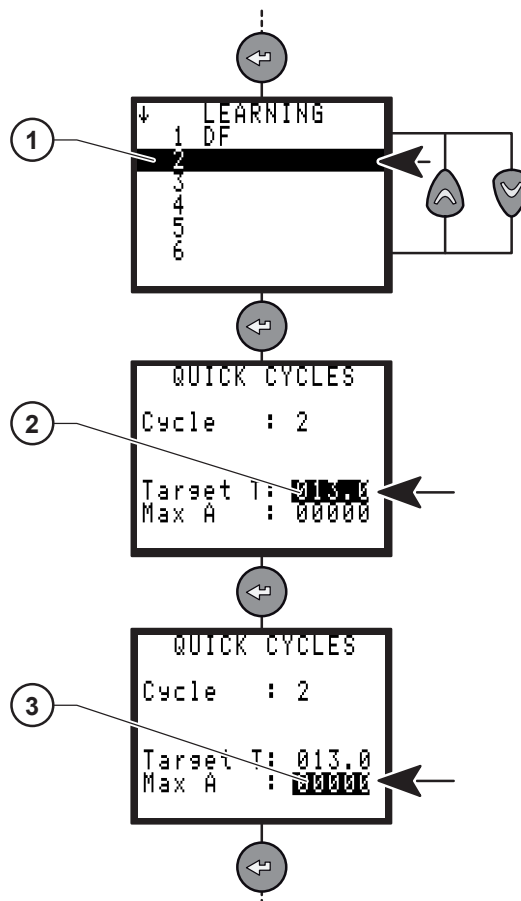 ↓ LEARNING
1 DF
1
2
3
4
5
6
QUICK CYCLES
Cycle : 2
2
Target T: 013.0
Max A : 00000
QUICK CYCLES
Cycle : 2
3
Target T: 013.0
Max A : 00000